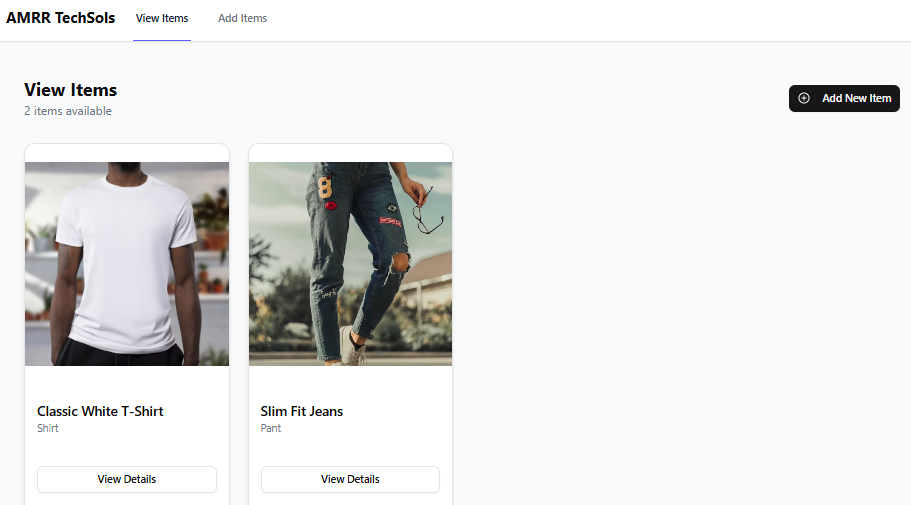 AMRR TechSols View Items Add Items
View Items
2 items available
Add New Item
8
Classic White T-Shirt
Shirt
View Details
Slim Fit Jeans
Pant
View Details